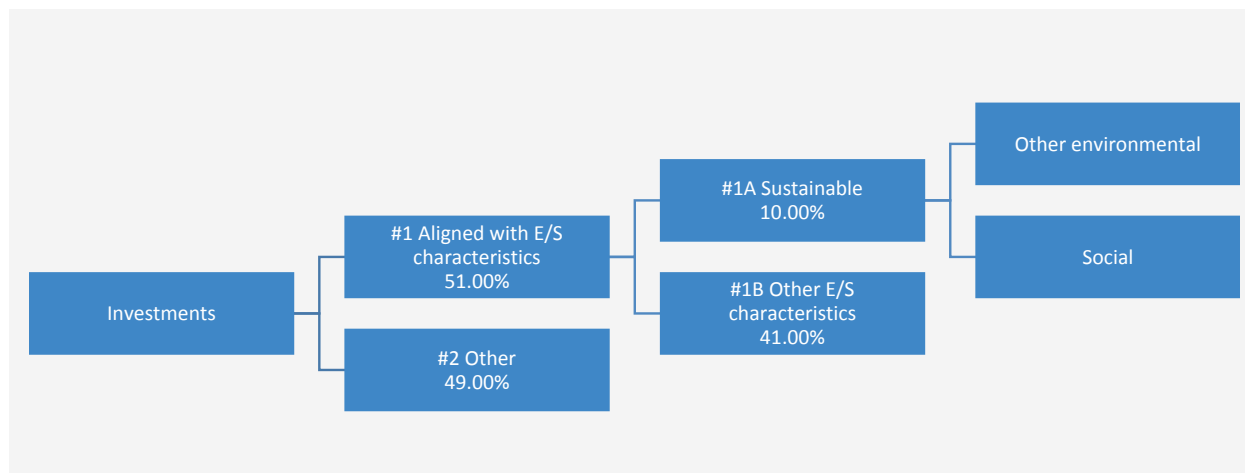 Investments
#1 Aligned with E/S
characteristics
51.00%
#2 Other
49.00%
#1A Sustainable
10.00%
#1B Other E/S
characteristics
41.00%
Other environmental
Social